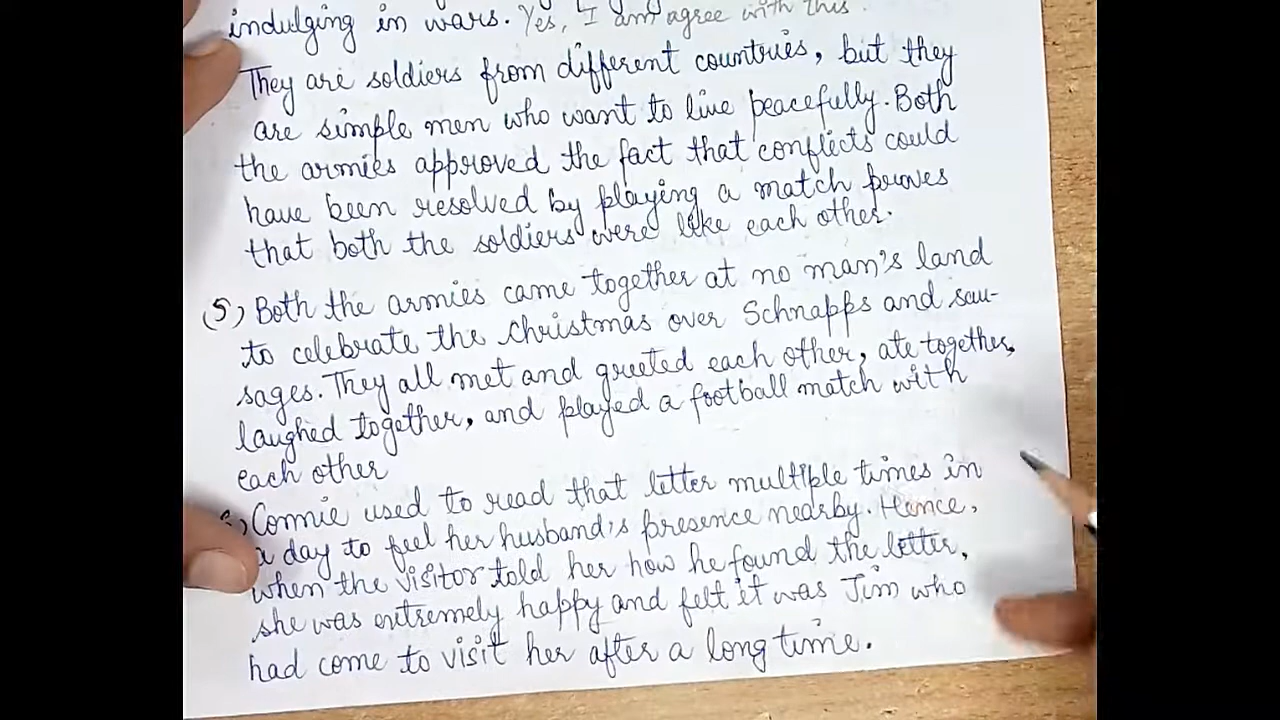 indulging in wars. Yes, I am agree with this.
They are soldiers from different countries, but they
are simple men who want to live peacefully. Both
the armies approved the fact that conflicts could
have been resolved by playing a match proves
that both the soldiers were like each other.
(5) Both the armies came together at no man's land
to celebrate the Christmas over Schnapps and sau-
sages. They all met and greeted each other, ate together,
laughed together, and played a football match with
each other
Connie used to read that letter multiple times in
a day to feel her husband's presence nearby. Hence,
when the visitor told her how he found the letter,
she was extremely happy and felt it was Jim who
had come to visit her after a long time.